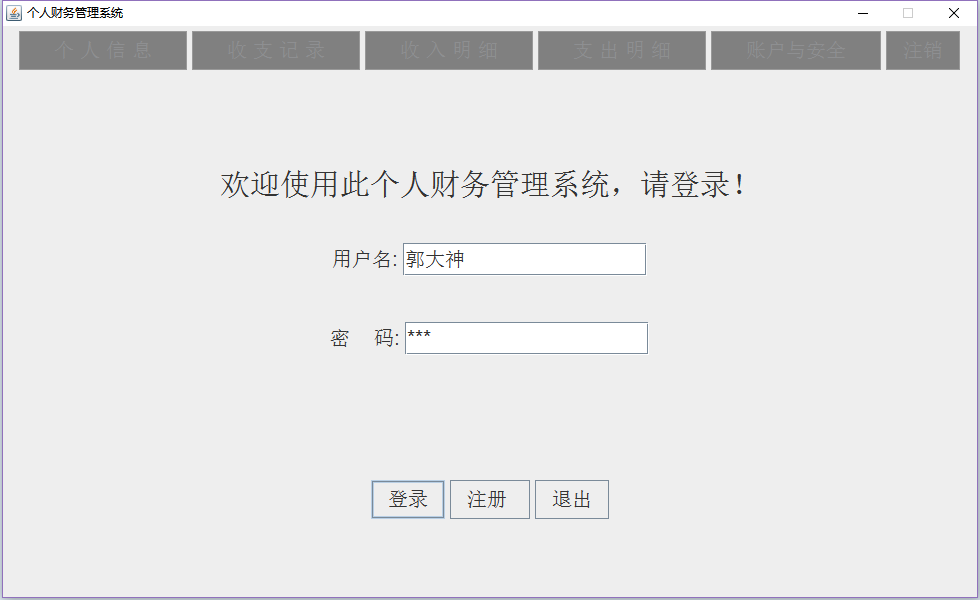 个人财务管理系统
个 人 信 息 收 支 记 录 收 入 明 细 支 出 明 细 账户与安全 注销
欢迎使用此个人财务管理系统，请登录！
用户名: 郭大神
密 码: ***
登录 注册 退出